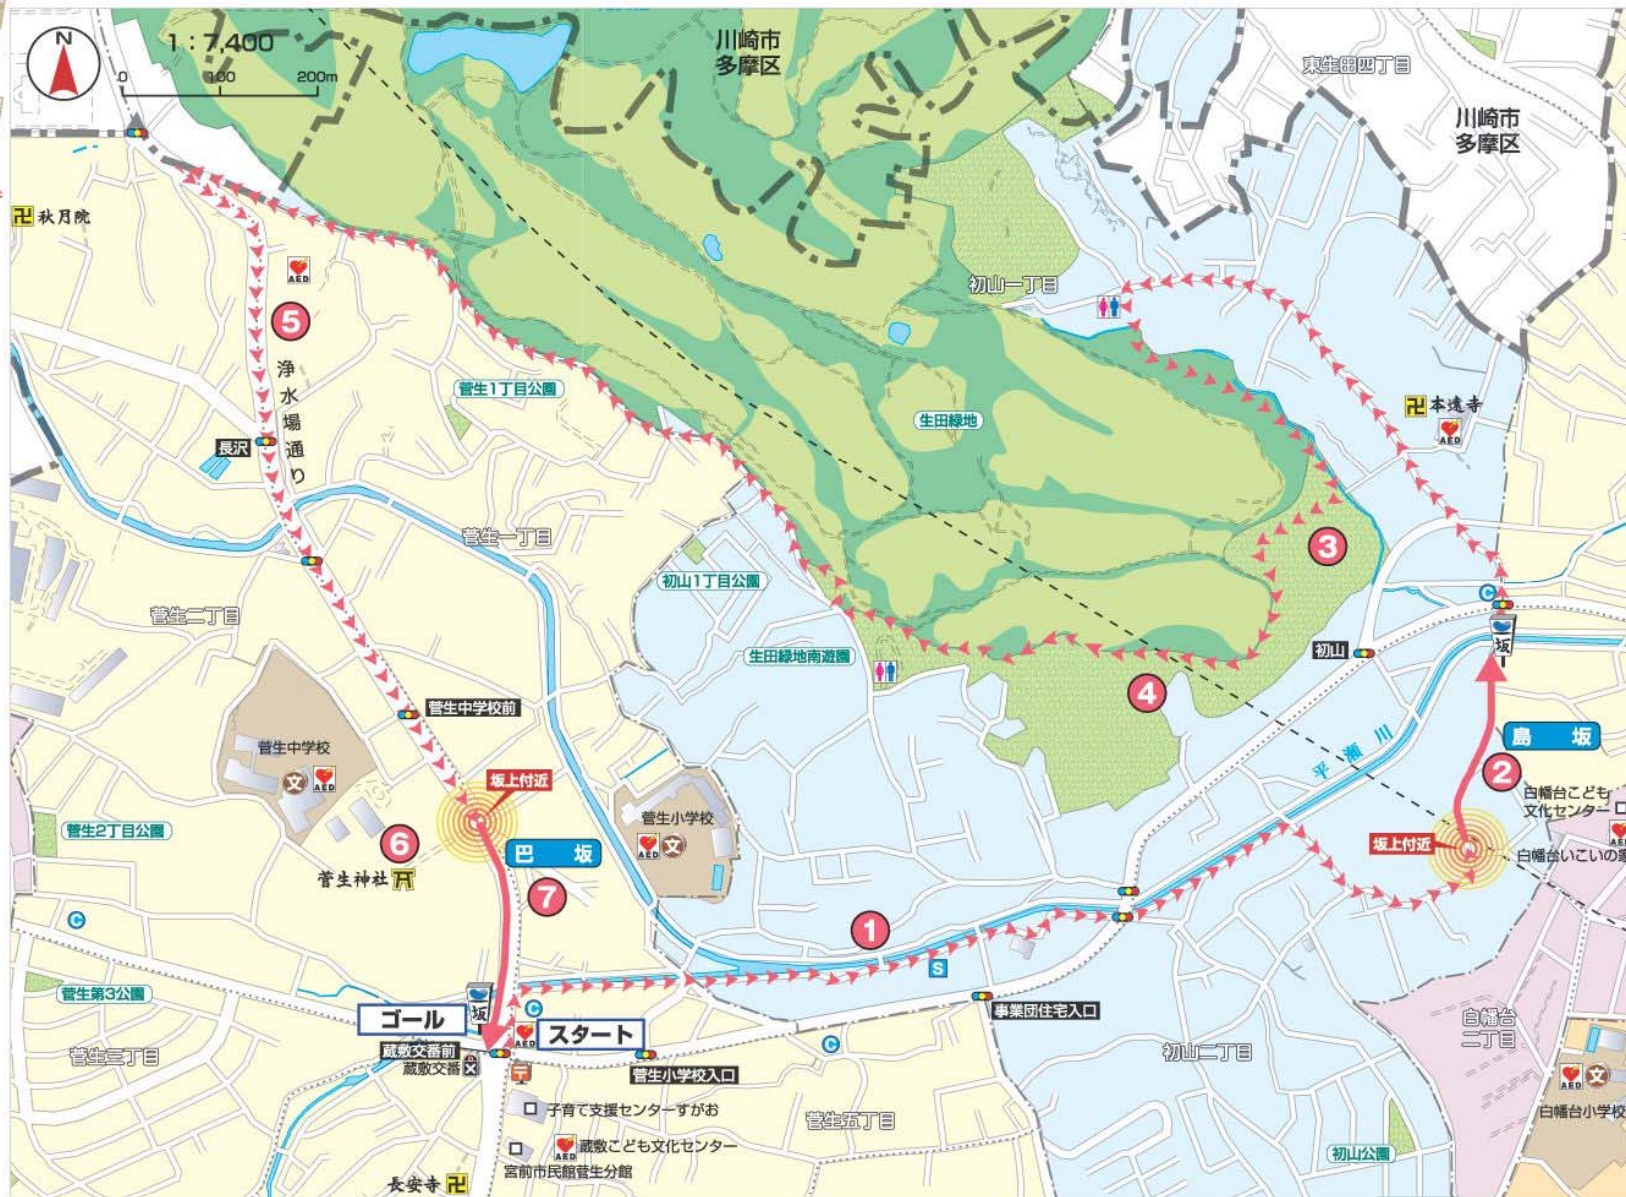 N
1：7,400
0 100 200m
川崎市
多摩区
東生田四丁目
川崎市
多摩区
卍 秋月院
AED
5
浄水場通り
長沢
菅生1丁目公園
初山一丁目
生田緑地
卍 本遠寺
AED
3
菅生一丁目
初山1丁目公園
菅生二丁目
C
坂
初山
生田緑地南遊園
4
菅生中学校前
菅生中学校
文 AED
平瀬川
島 坂
2
坂上付近
白幡台こども
文化センター
AED
菅生小学校
AED 文
菅生2丁目公園
6
巴 坂
坂上付近
白幡台いこいの家
菅生神社
7
1
C
S
菅生第3公園
坂
C
ゴール
AED
スタート
事業団住宅入口
白幡台
二丁目
菅生三丁目
蔵敷交番前
蔵敷交番
C
初山二丁目
菅生小学校入口
〒
AED 文
子育て支援センターすがお
菅生五丁目
白幡台小学校
AED 蔵敷こども文化センター
初山公園
宮前市民館菅生分館
長安寺 卍